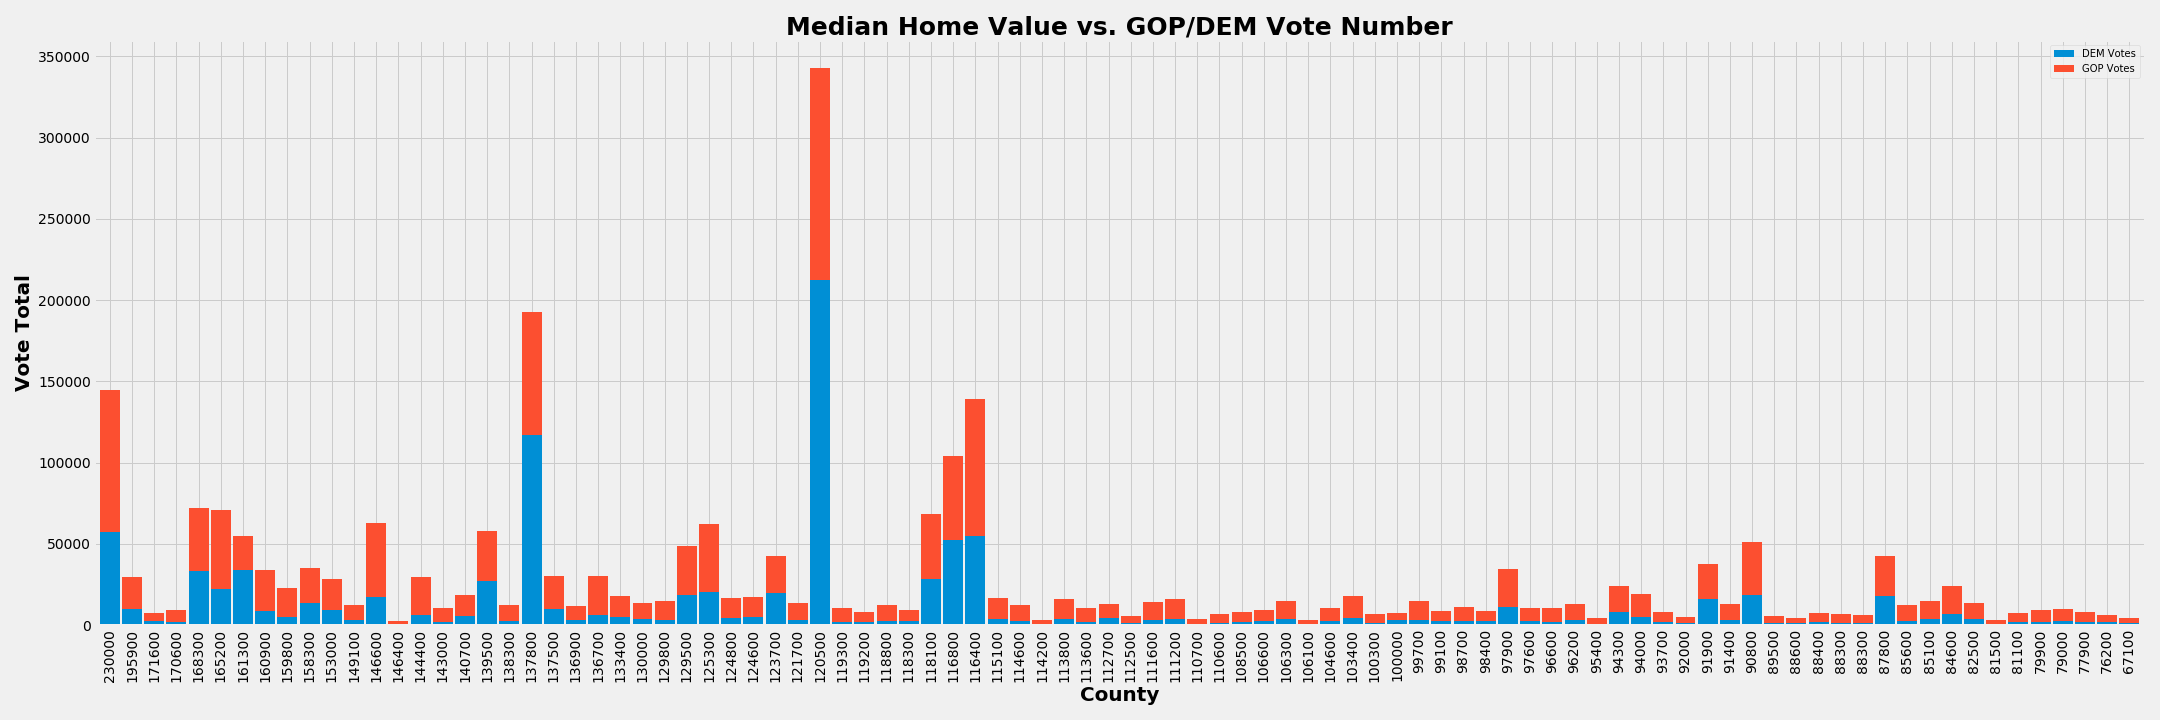 Median Home Value vs. GOP/DEM Vote Number
DEM Votes
GOP Votes
Vote Total
350000
300000
250000
200000
150000
100000
50000
0
230000 195900 171600 170600 168300 165200 161300 160900 159800 158300 153000 149100 146600 146400 144400 143000 140700 139500 138300 137800 137500 136900 136700 133400 130000 129800 129500 125300 124800 124600 123700 121700 120500 119300 119200 118800 118300 118100 116800 116400 115100 114600 114200 113800 113600 112700 112500 111600 111200 110700 110600 108500 106600 106300 106100 104600 103400 100300 100000 99700 99100 98700 98400 97900 97600 96600 96200 95400 94300 94000 93700 92000 91900 91400 90800 89500 88600 88400 88300 88300 87800 85600 85100 84600 82500 81500 81100 79900 79000 77900 76200 67100
County